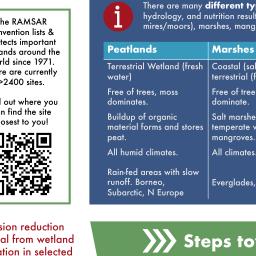 he RAMSAR
nvention lists &
tects important
ands around the
rld since 1971.
re are currently
>2400 sites.
l out where you
n find the site
osest to you!
There are many different typ
hydrology, and nutrition result
mires/moors), marshes, mang
Peatlands
Marshes
Terrestrial Wetland (fresh
water)
Coastal (sal
terrestrial (f
Free of trees, moss
dominates.
Free of tree
dominate.
Buildup of organic
material forms and stores
peat.
Salt marshe
temperate v
mangroves.
All humid climates.
All climates.
Rain-fed areas with slow
runoff. Borneo,
Subarctic, N Europe
Everglades,
sion reduction
al from wetland
ation in selected
Steps to